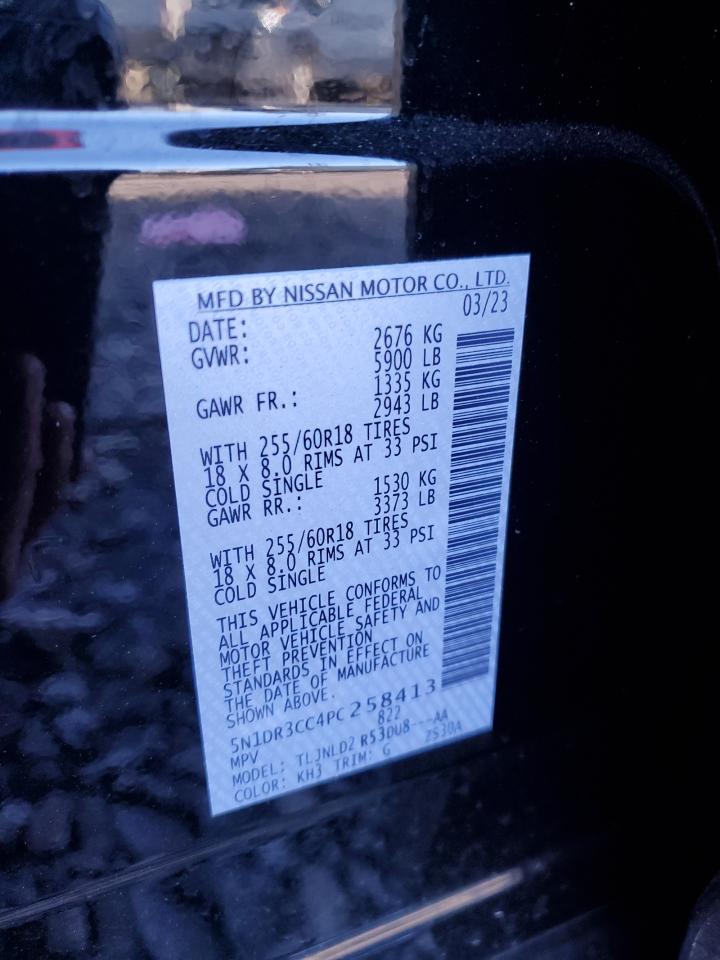 MFD BY NISSAN MOTOR CO., LTD.
DATE: 03/23
GVWR: 2676 KG
5900 LB
GAWR FR.: 1335 KG
2943 LB
WITH 255/60R18 TIRES
18 X 8.0 RIMS AT 33 PSI
COLD SINGLE
GAWR RR.: 1530 KG
3373 LB
WITH 255/60R18 TIRES
18 X 8.0 RIMS AT 33 PSI
COLD SINGLE
THIS VEHICLE CONFORMS TO
ALL APPLICABLE FEDERAL
MOTOR VEHICLE SAFETY AND
THEFT PREVENTION
STANDARDS IN EFFECT ON
THE DATE OF MANUFACTURE
SHOWN ABOVE.
5N1DR3CC4PC258413
MPV 822
MODEL: TLJNLD2 R53DU8---AA
COLOR: KH3 TRIM: G ZS30A